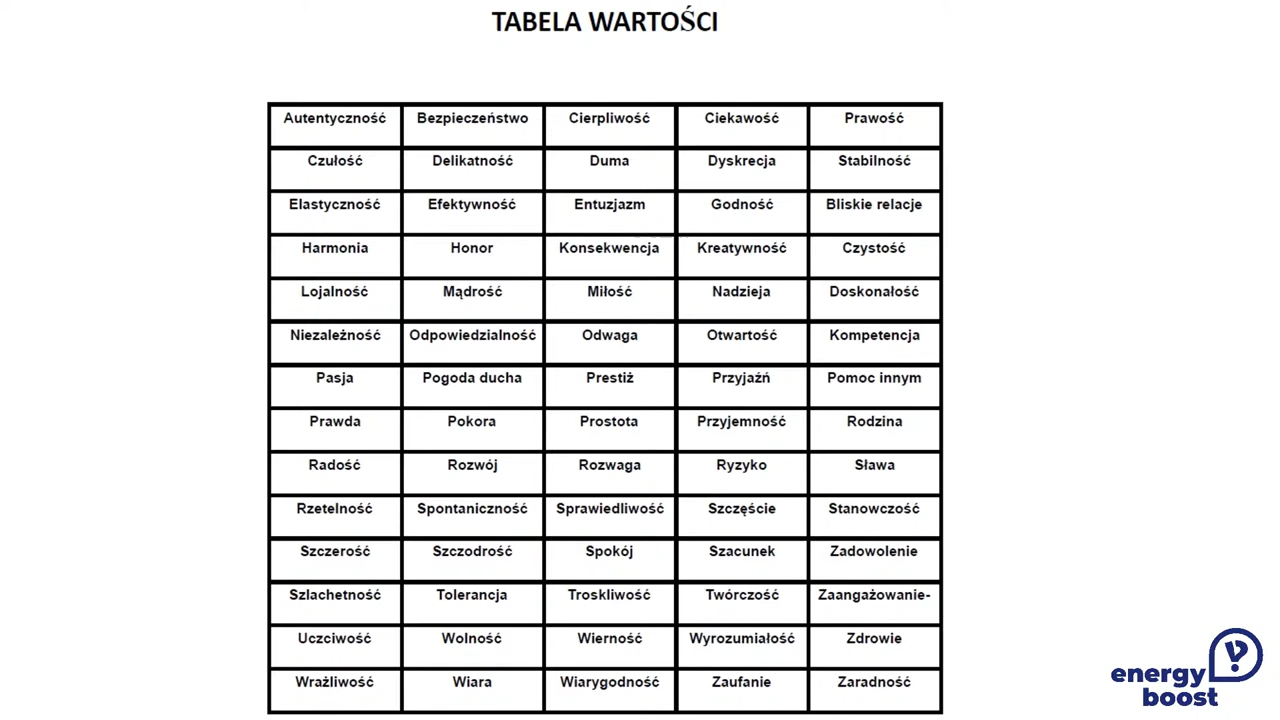 TABELA WARTOŚCI
Autentyczność Bezpieczeństwo Cierpliwość Ciekawość Prawość
Czułość Delikatność Duma Dyskrecja Stabilność
Elastyczność Efektywność Entuzjazm Godność Bliskie relacje
Harmonia Honor Konsekwencja Kreatywność Czystość
Lojalność Mądrość Miłość Nadzieja Doskonałość
Niezależność Odpowiedzialność Odwaga Otwartość Kompetencja
Pasja Pogoda ducha Prestiż Przyjaźń Pomoc innym
Prawda Pokora Prostota Przyjemność Rodzina
Radość Rozwój Rozwaga Ryzyko Sława
Rzetelność Spontaniczność Sprawiedliwość Szczęście Stanowczość
Szczerość Szczodrość Spokój Szacunek Zadowolenie
Szlachetność Tolerancja Troskliwość Twórczość Zaangażowanie-
Uczciwość Wolność Wierność Wyrozumiałość Zdrowie
Wrażliwość Wiara Wiarygodność Zaufanie Zaradność
energy
boost